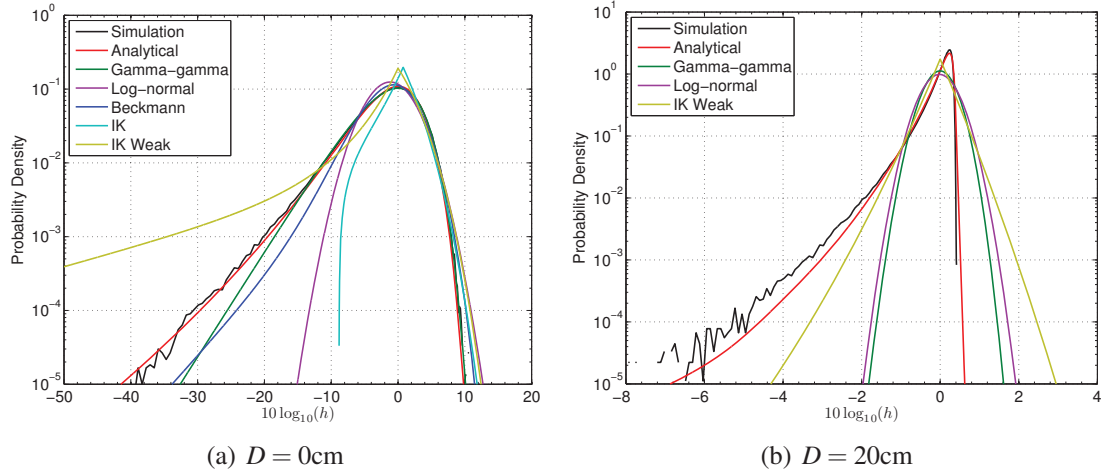 10^0
10^-1
10^-2
10^-3
10^-4
10^-5
Probability Density
Simulation
Analytical
Gamma−gamma
Log−normal
Beckmann
IK
IK Weak
−50 −40 −30 −20 −10 0 10 20
10 log10(h)
(a) D = 0cm
10^1
10^0
10^-1
10^-2
10^-3
10^-4
10^-5
Probability Density
Simulation
Analytical
Gamma−gamma
Log−normal
IK Weak
−8 −6 −4 −2 0 2 4
10 log10(h)
(b) D = 20cm